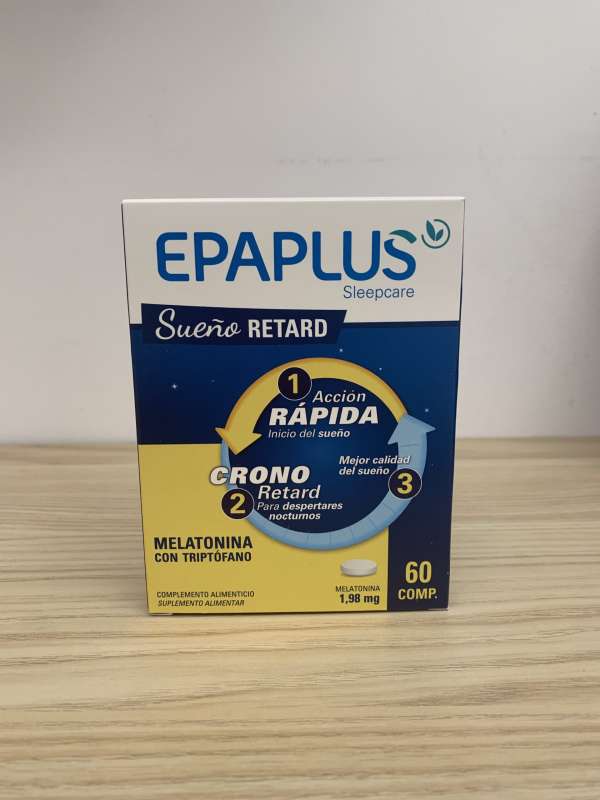 EPAPLUS
Sleepcare
Sueño RETARD
1
Acción
RÁPIDA
Inicio del sueño
CRONO
2
Retard
Para despertares
nocturnos
Mejor calidad
del sueño
3
MELATONINA
CON TRIPTÓFANO
COMPLEMENTO ALIMENTICIO
SUPLEMENTO ALIMENTAR
MELATONINA
1,98 mg
60
COMP.